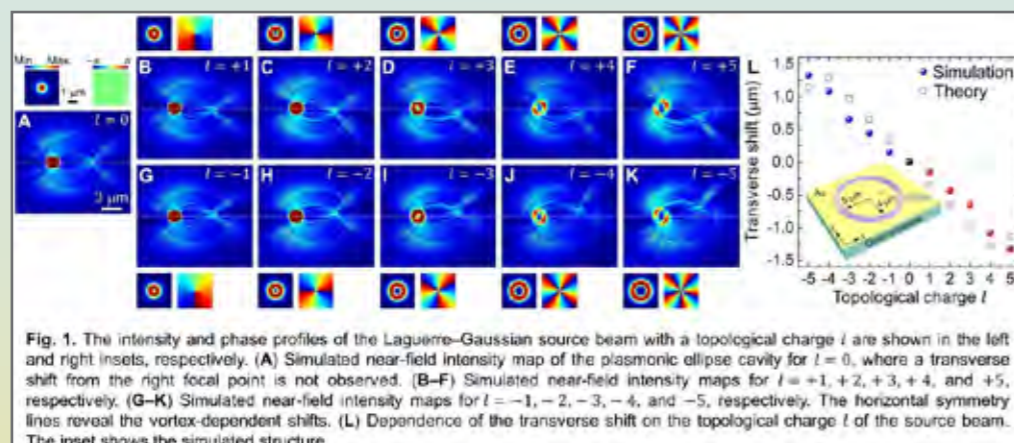 Min. Max. −π π
1 μm
A l = 0
3 μm
B l = +1
C l = +2
D l = +3
E l = +4
F l = +5
G l = −1
H l = −2
I l = −3
J l = −4
K l = −5
L
Simulation
Theory
Transverse shift (μm)
1.5
1.0
0.5
0.0
-0.5
-1.0
-1.5
Au
-5 -4 -3 -2 -1 0 1 2 3 4 5
Topological charge l
Fig. 1. The intensity and phase profiles of the Laguerre–Gaussian source beam with a topological charge l are shown in the left
and right insets, respectively. (A) Simulated near-field intensity map of the plasmonic ellipse cavity for l = 0, where a transverse
shift from the right focal point is not observed. (B–F) Simulated near-field intensity maps for l = +1, +2, +3, +4, and +5,
respectively. (G–K) Simulated near-field intensity maps for l = −1, −2, −3, −4, and −5, respectively. The horizontal symmetry
lines reveal the vortex-dependent shifts. (L) Dependence of the transverse shift on the topological charge l of the source beam.
The inset shows the simulated structure.